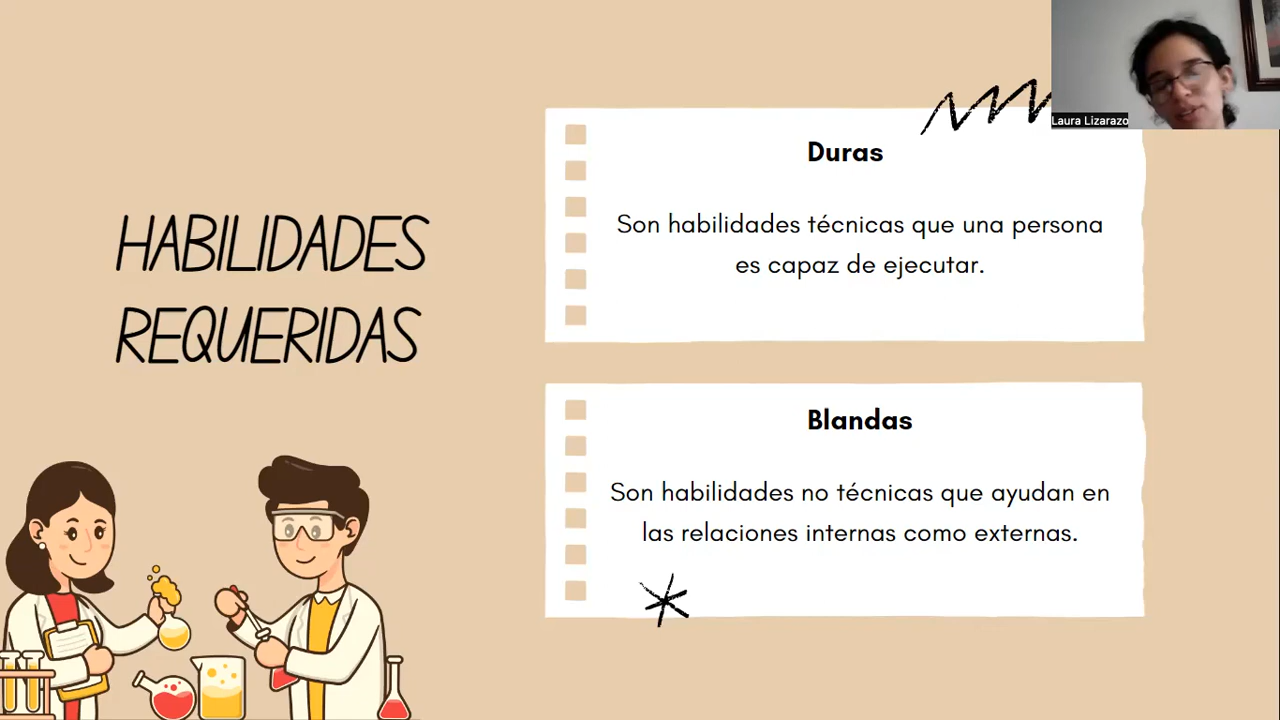 Laura Lizarazo
HABILIDADES
REQUERIDAS
Duras
Son habilidades técnicas que una persona
es capaz de ejecutar.
Blandas
Son habilidades no técnicas que ayudan en
las relaciones internas como externas.